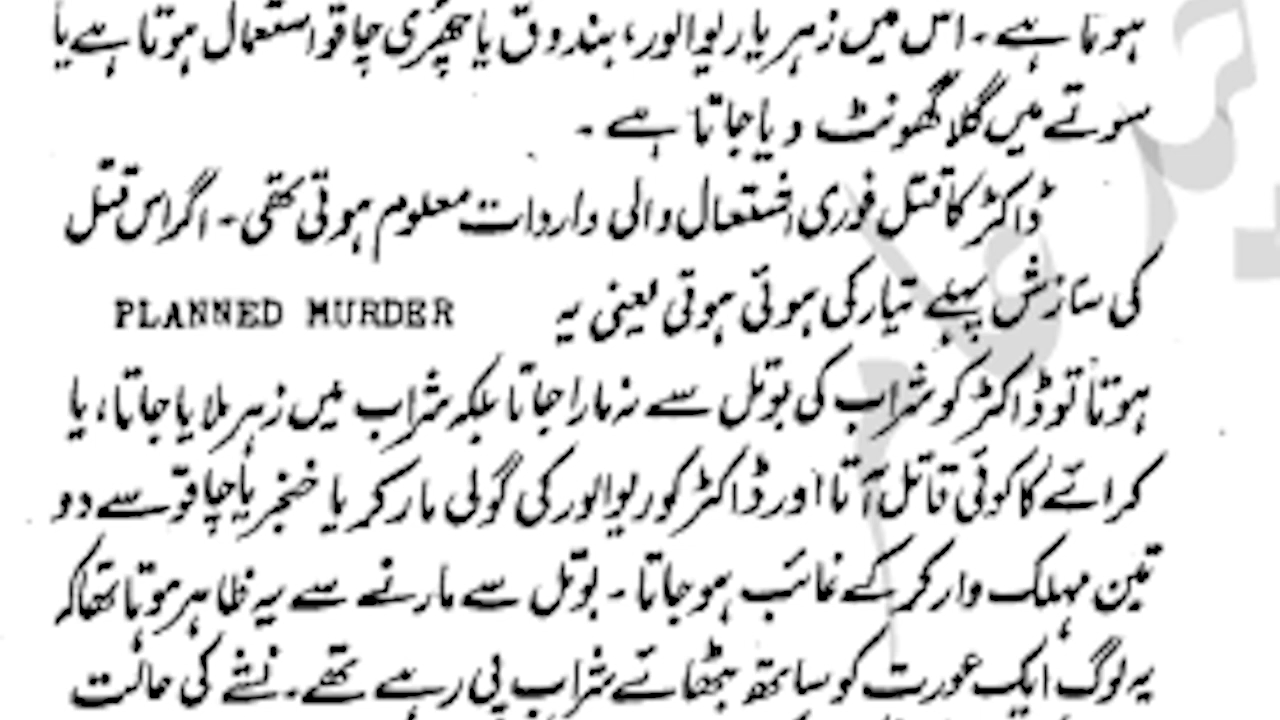 ہوتا ہے۔ اس میں زہر یا ریوالور، بندوق یا چھری چاقو استعمال ہوتا ہے یا
سوتے میں گلا گھونٹ دیا جاتا ہے۔
ڈاکٹر کا قتل فوری اشتعال والی واردات معلوم ہوتی تھی۔ اگر اس قتل
کی سازش پہلے تیار کی ہوئی ہوتی یعنی یہ PLANNED MURDER
ہوتا تو ڈاکٹر کو شراب کی بوتل سے نہ مارا جاتا بلکہ شراب میں زہر ملایا جاتا، یا
کرائے کا کوئی قاتل آتا اور ڈاکٹر کو ریوالور کی گولی مار کر یا خنجر یا چاقو سے دو
تین مہلک وار کر کے غائب ہو جاتا۔ بوتل سے مارنے سے یہ ظاہر ہوتا تھا کہ
یہ لوگ ایک عورت کو ساتھ بٹھائے شراب پی رہے تھے۔ نشے کی حالت